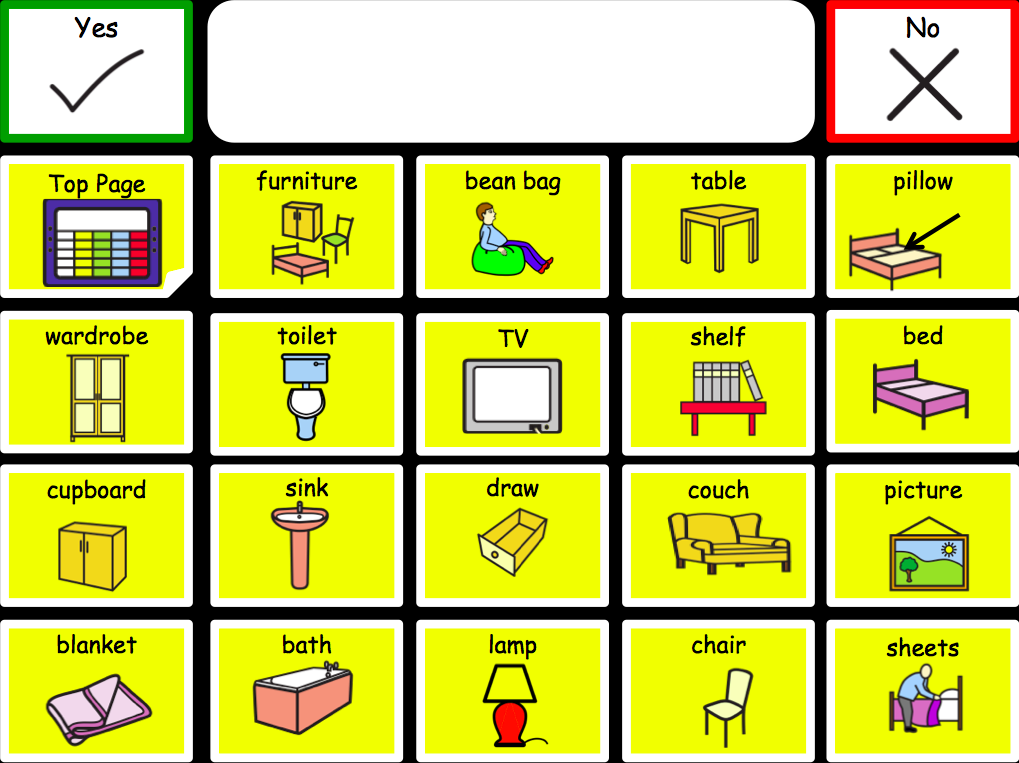 Yes
No
Top Page
furniture
bean bag
table
pillow
wardrobe
toilet
TV
shelf
bed
cupboard
sink
draw
couch
picture
blanket
bath
lamp
chair
sheets